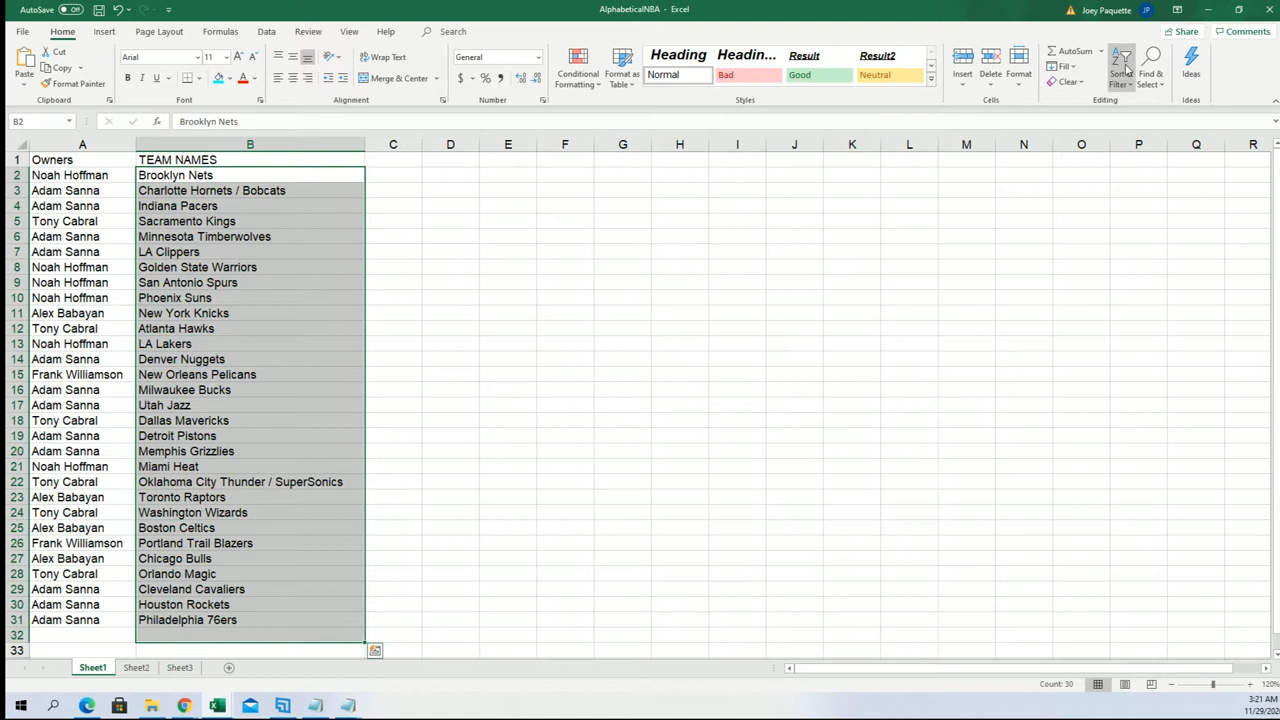 AutoSave Off
AlphabeticalNBA - Excel
Joey Paquette JP
File Home Insert Page Layout Formulas Data Review View Help Search
Share Comments
Paste
Cut
Copy
Format Painter
Clipboard
Arial 11
Font
Wrap Text
Merge & Center
Alignment
General
Number
Conditional Formatting
Format as Table
Heading Headin... Result Result2
Normal Bad Good Neutral
Styles
Insert Delete Format
Cells
AutoSum
Fill
Clear
Sort & Filter
Find & Select
Editing
Ideas
Ideas
B2 Brooklyn Nets
A B C D E F G H I J K L M N O P Q R
1 Owners TEAM NAMES
2 Noah Hoffman Brooklyn Nets
3 Adam Sanna Charlotte Hornets / Bobcats
4 Adam Sanna Indiana Pacers
5 Tony Cabral Sacramento Kings
6 Adam Sanna Minnesota Timberwolves
7 Adam Sanna LA Clippers
8 Noah Hoffman Golden State Warriors
9 Noah Hoffman San Antonio Spurs
10 Noah Hoffman Phoenix Suns
11 Alex Babayan New York Knicks
12 Tony Cabral Atlanta Hawks
13 Noah Hoffman LA Lakers
14 Adam Sanna Denver Nuggets
15 Frank Williamson New Orleans Pelicans
16 Adam Sanna Milwaukee Bucks
17 Adam Sanna Utah Jazz
18 Tony Cabral Dallas Mavericks
19 Adam Sanna Detroit Pistons
20 Adam Sanna Memphis Grizzlies
21 Noah Hoffman Miami Heat
22 Tony Cabral Oklahoma City Thunder / SuperSonics
23 Alex Babayan Toronto Raptors
24 Tony Cabral Washington Wizards
25 Alex Babayan Boston Celtics
26 Frank Williamson Portland Trail Blazers
27 Alex Babayan Chicago Bulls
28 Tony Cabral Orlando Magic
29 Adam Sanna Cleveland Cavaliers
30 Adam Sanna Houston Rockets
31 Adam Sanna Philadelphia 76ers
32
33
Sheet1 Sheet2 Sheet3
Count: 30
120%
3:21 AM